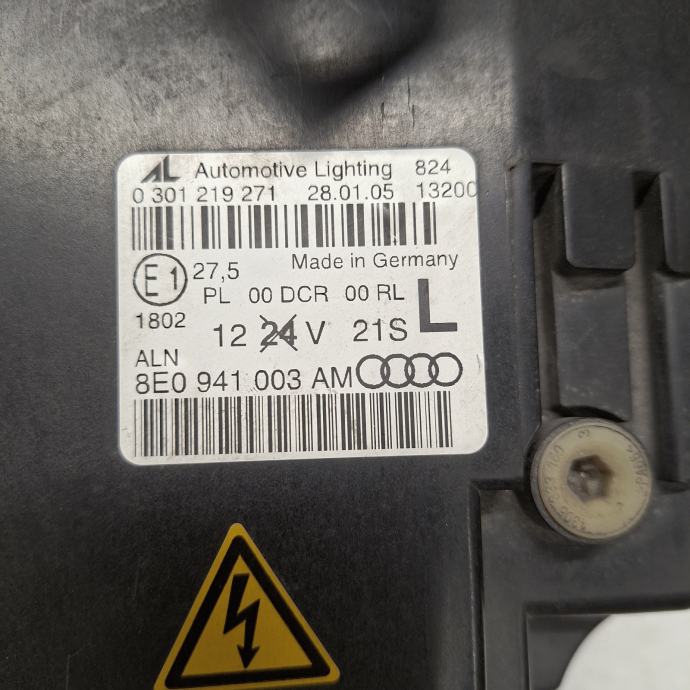 AL Automotive Lighting 824
0 301 219 271 28.01.05 13200
E1 27,5 Made in Germany
PL 00 DCR 00 RL L
1802 12 24 V 21S
ALN
8E0 941 003 AM